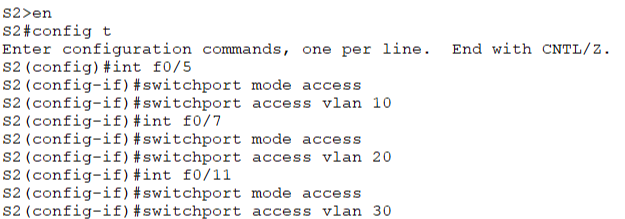 S2>en
S2#config t
Enter configuration commands, one per line.  End with CNTL/Z.
S2(config)#int f0/5
S2(config-if)#switchport mode access
S2(config-if)#switchport access vlan 10
S2(config-if)#int f0/7
S2(config-if)#switchport mode access
S2(config-if)#switchport access vlan 20
S2(config-if)#int f0/11
S2(config-if)#switchport mode access
S2(config-if)#switchport access vlan 30